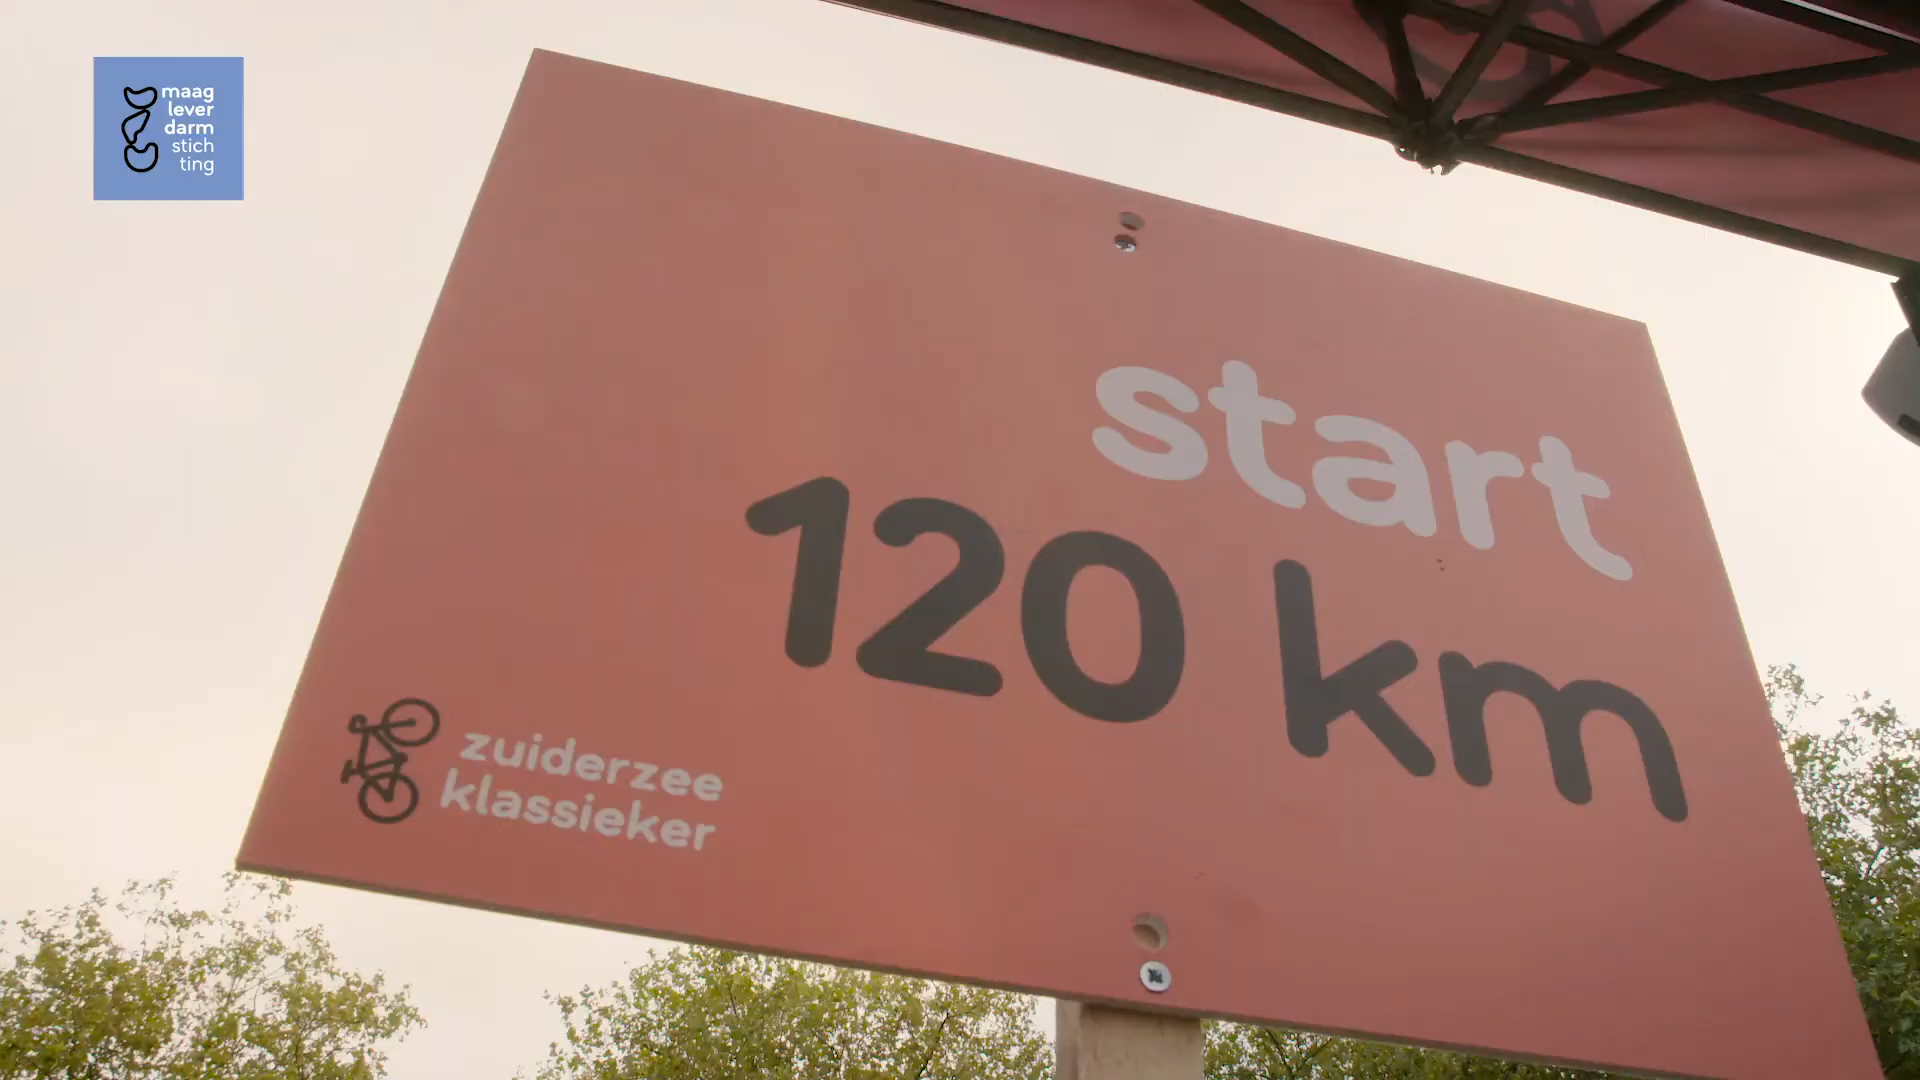 maag
lever
darm
stich
ting
start
120 km
zuiderzee
klassieker